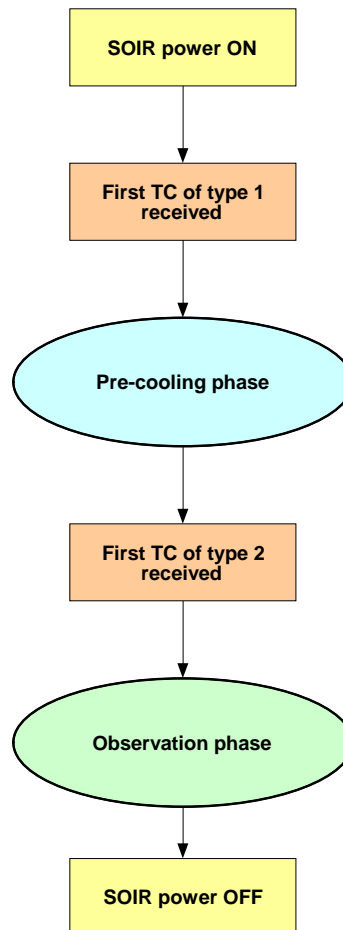 SOIR power ON
First TC of type 1
received
Pre-cooling phase
First TC of type 2
received
Observation phase
SOIR power OFF